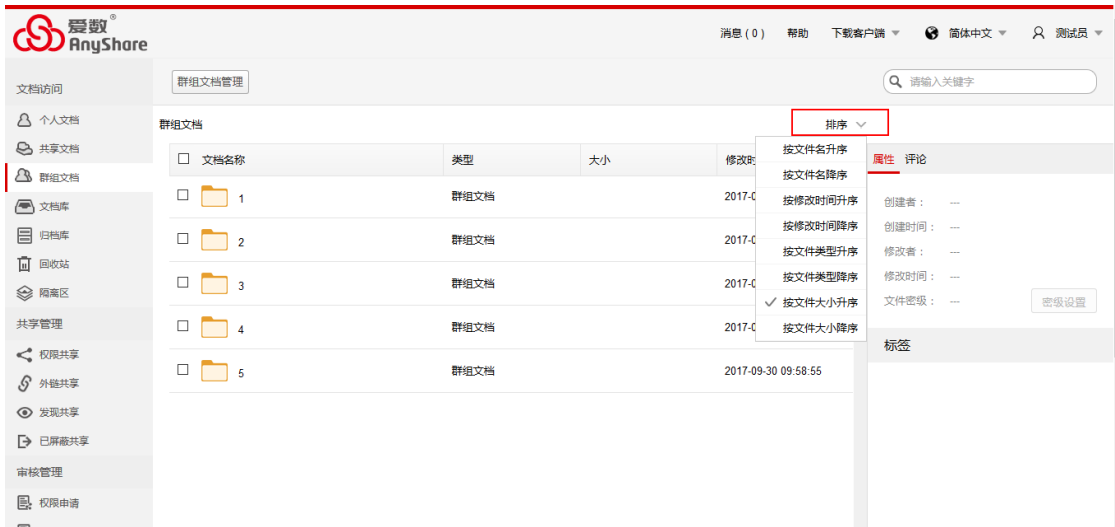 爱数®
AnyShare
消息 ( 0 ) 帮助 下载客户端 简体中文 测试员
文档访问
群组文档管理
请输入关键字
个人文档
共享文档
群组文档
文档库
归档库
回收站
隔离区
共享管理
权限共享
外链共享
发现共享
已屏蔽共享
审核管理
权限申请
群组文档
排序
文档名称 类型 大小 修改时
1 群组文档 2017-0
2 群组文档 2017-0
3 群组文档 2017-0
4 群组文档 2017-0
5 群组文档 2017-09-30 09:58:55
按文件名升序
按文件名降序
按修改时间升序
按修改时间降序
按文件类型升序
按文件类型降序
按文件大小升序
按文件大小降序
属性 评论
创建者： ---
创建时间： ---
修改者： ---
修改时间： ---
文件密级： --- 密级设置
标签